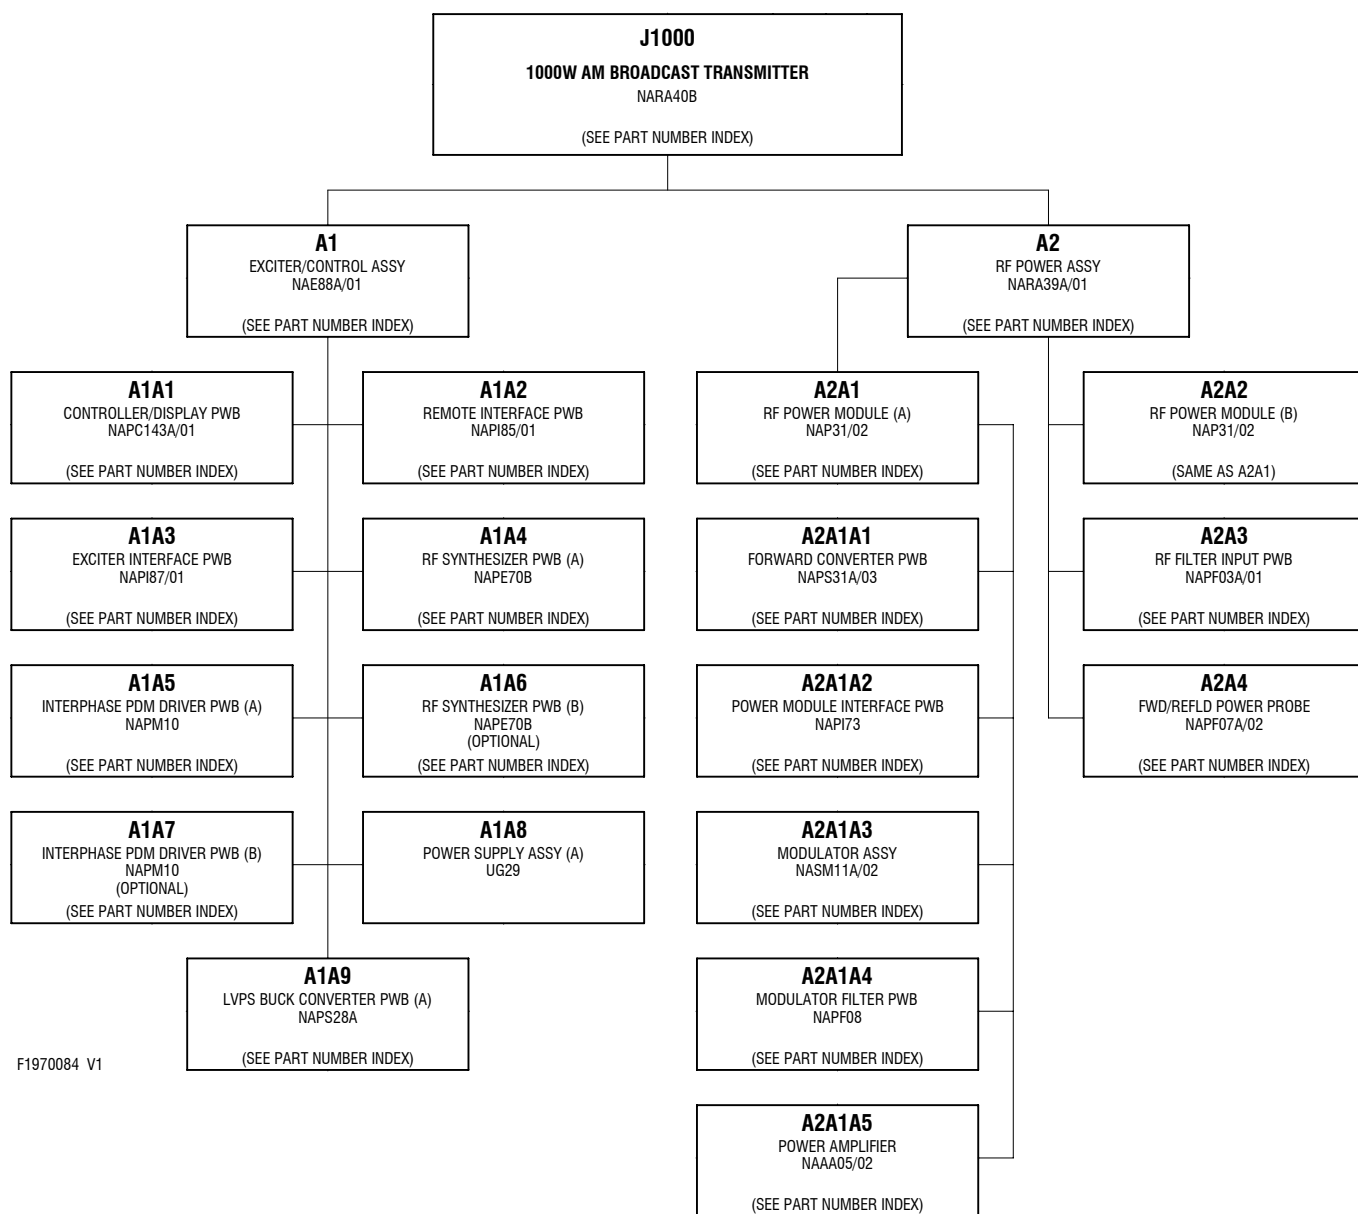 J1000
1000W AM BROADCAST TRANSMITTER
NARA40B
(SEE PART NUMBER INDEX)
A1
EXCITER/CONTROL ASSY
NAE88A/01
(SEE PART NUMBER INDEX)
A2
RF POWER ASSY
NARA39A/01
(SEE PART NUMBER INDEX)
A1A1
CONTROLLER/DISPLAY PWB
NAPC143A/01
(SEE PART NUMBER INDEX)
A1A2
REMOTE INTERFACE PWB
NAPI85/01
(SEE PART NUMBER INDEX)
A2A1
RF POWER MODULE (A)
NAP31/02
(SEE PART NUMBER INDEX)
A2A2
RF POWER MODULE (B)
NAP31/02
(SAME AS A2A1)
A1A3
EXCITER INTERFACE PWB
NAPI87/01
(SEE PART NUMBER INDEX)
A1A4
RF SYNTHESIZER PWB (A)
NAPE70B
(SEE PART NUMBER INDEX)
A2A1A1
FORWARD CONVERTER PWB
NAPS31A/03
(SEE PART NUMBER INDEX)
A2A3
RF FILTER INPUT PWB
NAPF03A/01
(SEE PART NUMBER INDEX)
A1A5
INTERPHASE PDM DRIVER PWB (A)
NAPM10
(SEE PART NUMBER INDEX)
A1A6
RF SYNTHESIZER PWB (B)
NAPE70B
(OPTIONAL)
(SEE PART NUMBER INDEX)
A2A1A2
POWER MODULE INTERFACE PWB
NAPI73
(SEE PART NUMBER INDEX)
A2A4
FWD/REFLD POWER PROBE
NAPF07A/02
(SEE PART NUMBER INDEX)
A1A7
INTERPHASE PDM DRIVER PWB (B)
NAPM10
(OPTIONAL)
(SEE PART NUMBER INDEX)
A1A8
POWER SUPPLY ASSY (A)
UG29
A2A1A3
MODULATOR ASSY
NASM11A/02
(SEE PART NUMBER INDEX)
A1A9
LVPS BUCK CONVERTER PWB (A)
NAPS28A
(SEE PART NUMBER INDEX)
A2A1A4
MODULATOR FILTER PWB
NAPF08
(SEE PART NUMBER INDEX)
F1970084 V1
A2A1A5
POWER AMPLIFIER
NAAA05/02
(SEE PART NUMBER INDEX)